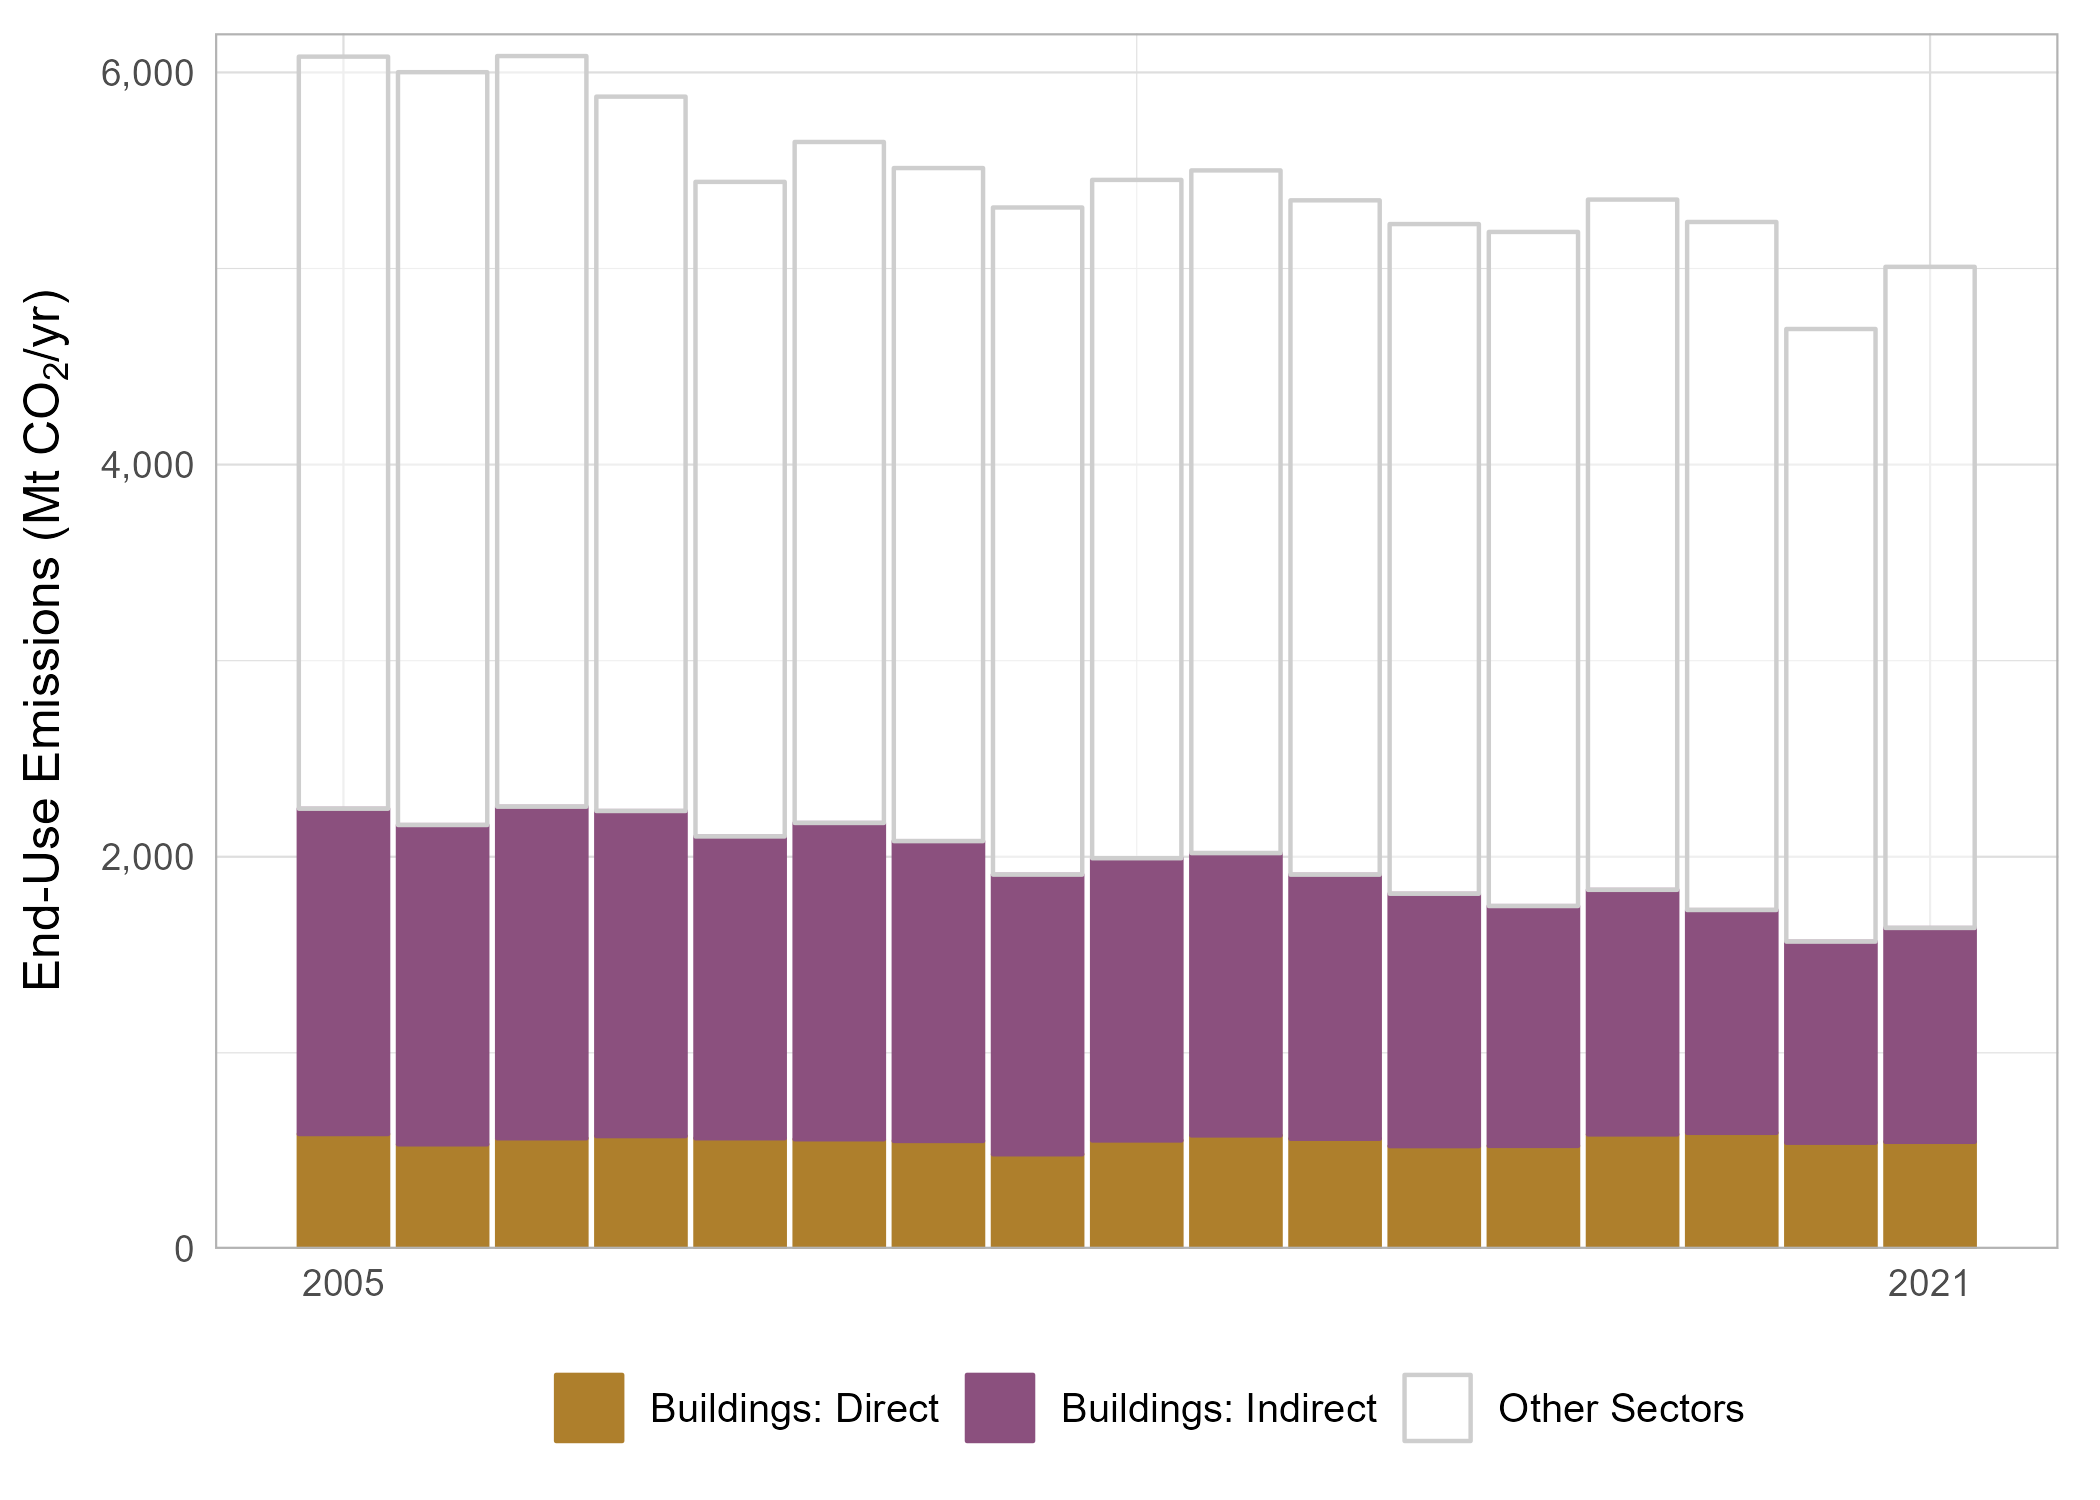 End-Use Emissions (Mt CO₂/yr)
6,000
4,000
2,000
0
2005 2021
Buildings: Direct Buildings: Indirect Other Sectors